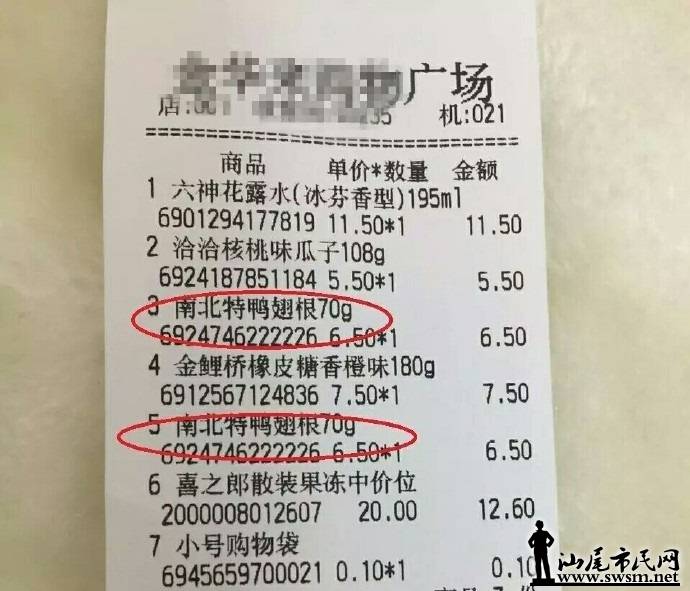 广场
机:021
商品 单价*数量 金额
1 六神花露水(冰芬香型)195ml
6901294177819 11.50*1 11.50
2 洽洽核桃味瓜子108g
6924187851184 5.50*1 5.50
3 南北特鸭翅根70g
6924746222226 6.50*1 6.50
4 金鲤桥橡皮糖香橙味180g
6912567124836 7.50*1 7.50
5 南北特鸭翅根70g
6924746222226 6.50*1 6.50
6 喜之郎散装果冻中价位
2000008012607 20.00 12.60
7 小号购物袋
6945659700021 0.10*1 0.10
汕尾市民网
www.swsm.net